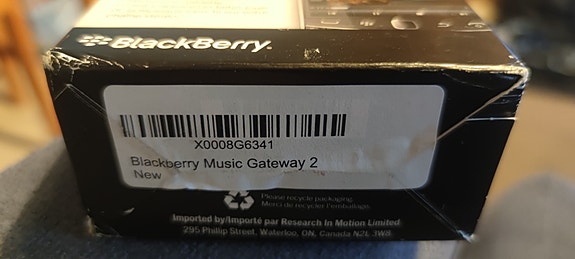 BlackBerry.
X0008G6341
Blackberry Music Gateway 2
New
Please recycle packaging.
Merci de recycler l'emballage.
Imported by/Importé par Research In Motion Limited.
295 Phillip Street, Waterloo, ON, Canada N2L 3W8.